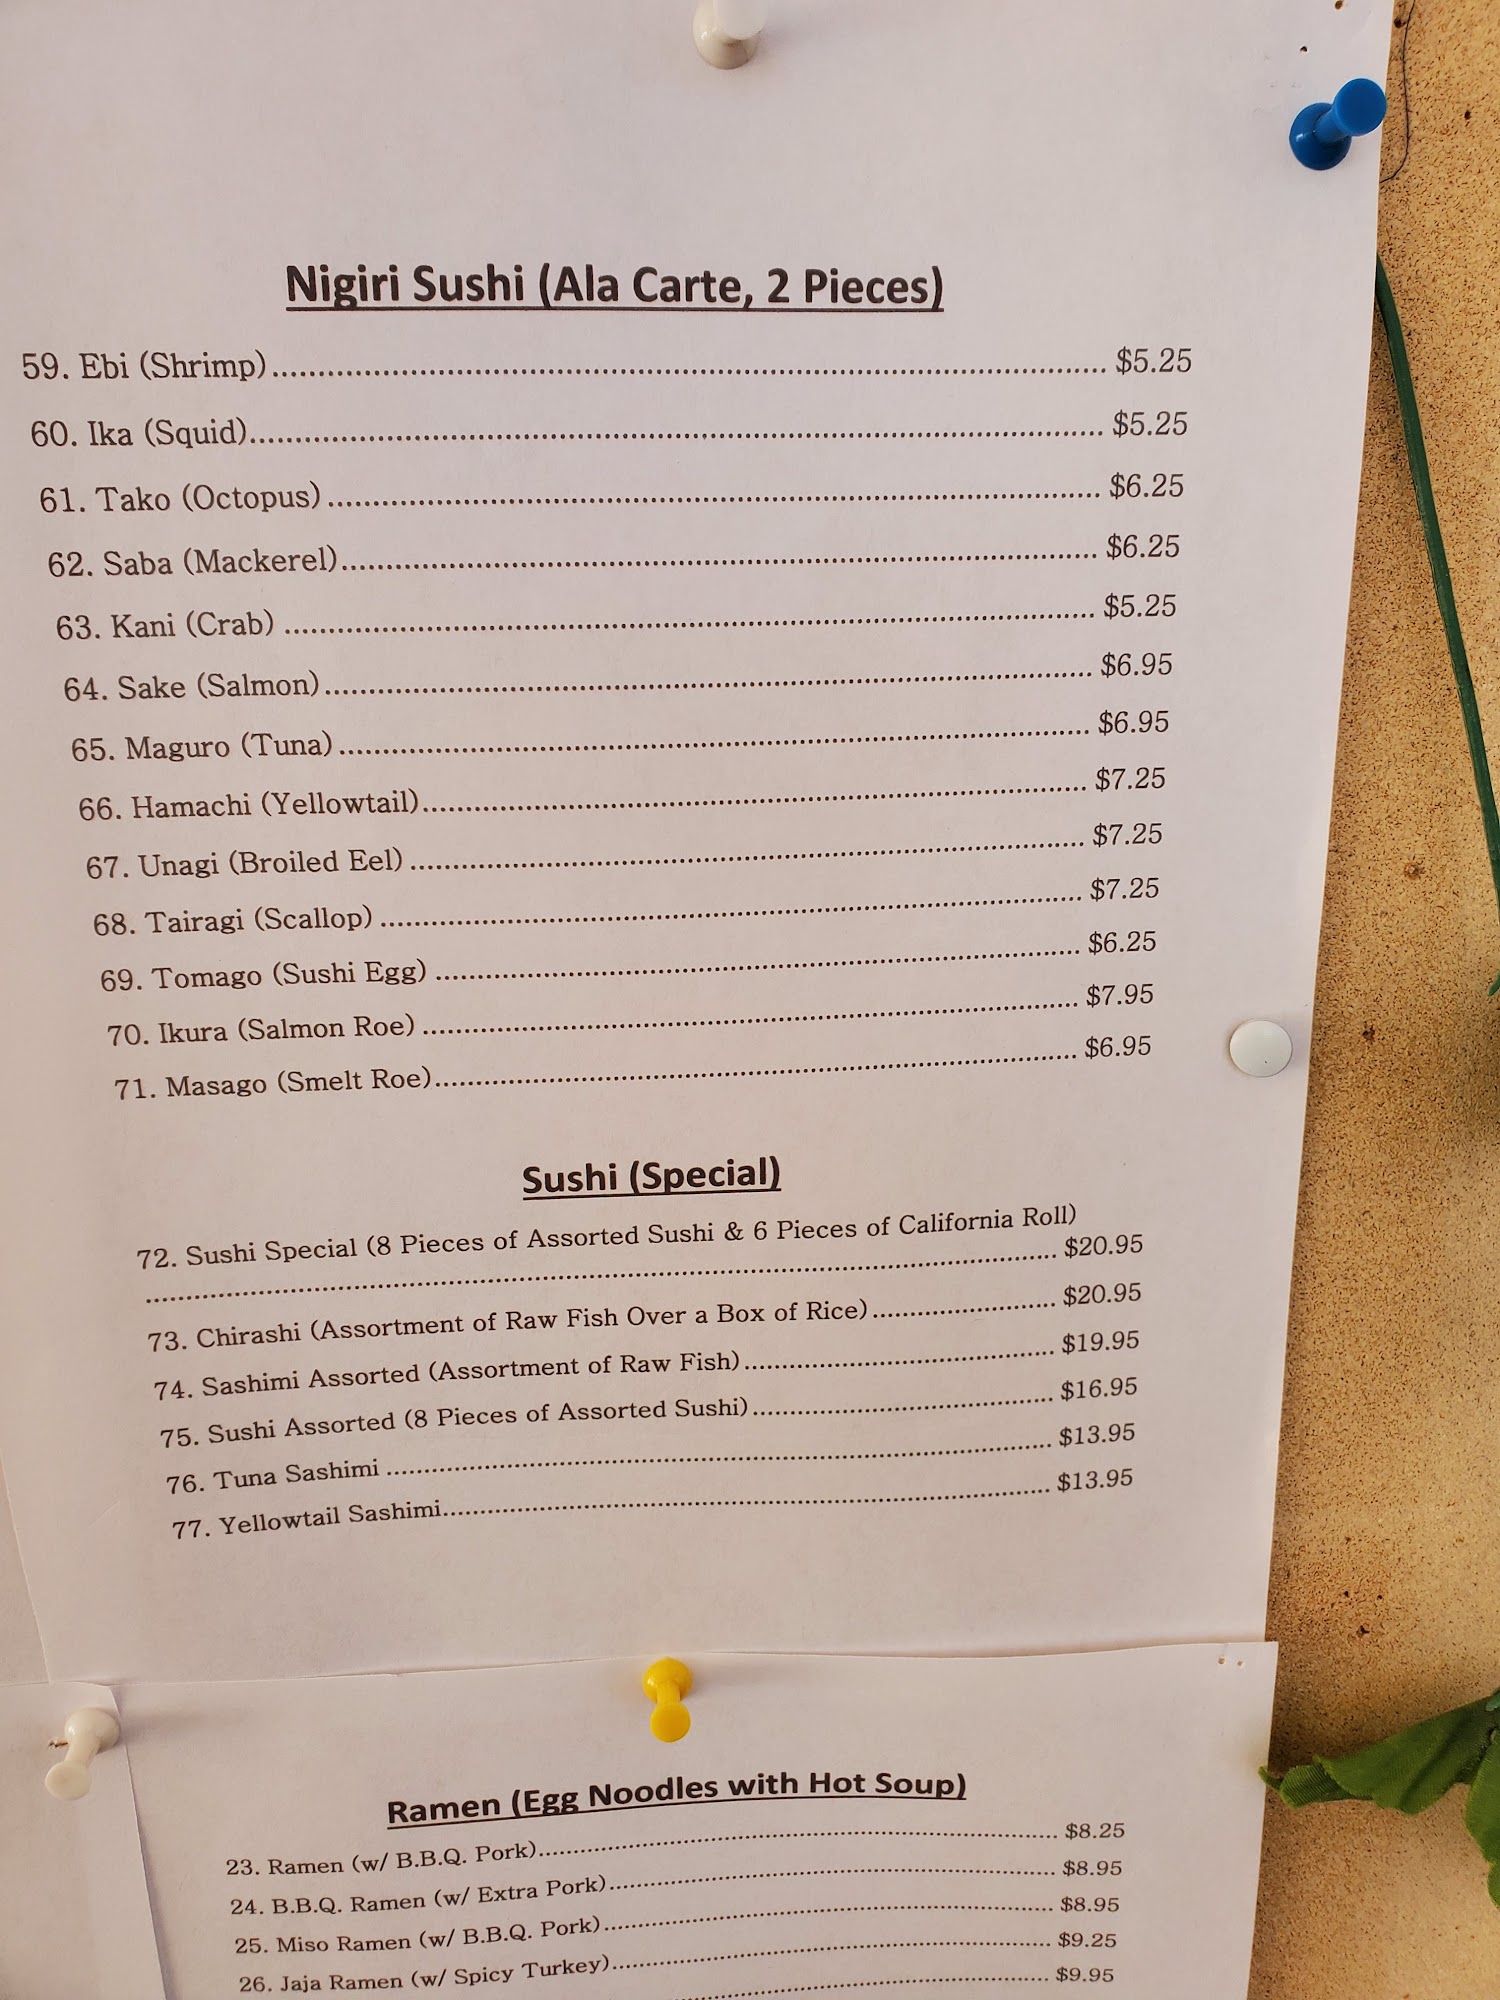 Nigiri Sushi (Ala Carte, 2 Pieces)
59. Ebi (Shrimp) $5.25
60. Ika (Squid) $5.25
61. Tako (Octopus) $6.25
62. Saba (Mackerel) $6.25
63. Kani (Crab) $5.25
64. Sake (Salmon) $6.95
65. Maguro (Tuna) $6.95
66. Hamachi (Yellowtail) $7.25
67. Unagi (Broiled Eel) $7.25
68. Tairagi (Scallop) $7.25
69. Tomago (Sushi Egg) $6.25
70. Ikura (Salmon Roe) $7.95
71. Masago (Smelt Roe) $6.95
Sushi (Special)
72. Sushi Special (8 Pieces of Assorted Sushi & 6 Pieces of California Roll)
$20.95
73. Chirashi (Assortment of Raw Fish Over a Box of Rice) $20.95
74. Sashimi Assorted (Assortment of Raw Fish) $19.95
75. Sushi Assorted (8 Pieces of Assorted Sushi) $16.95
76. Tuna Sashimi $13.95
77. Yellowtail Sashimi $13.95
Ramen (Egg Noodles with Hot Soup)
23. Ramen (w/ B.B.Q. Pork) $8.25
24. B.B.Q. Ramen (w/ Extra Pork) $8.95
25. Miso Ramen (w/ B.B.Q. Pork) $8.95
26. Jaja Ramen (w/ Spicy Turkey) $9.25
$9.95